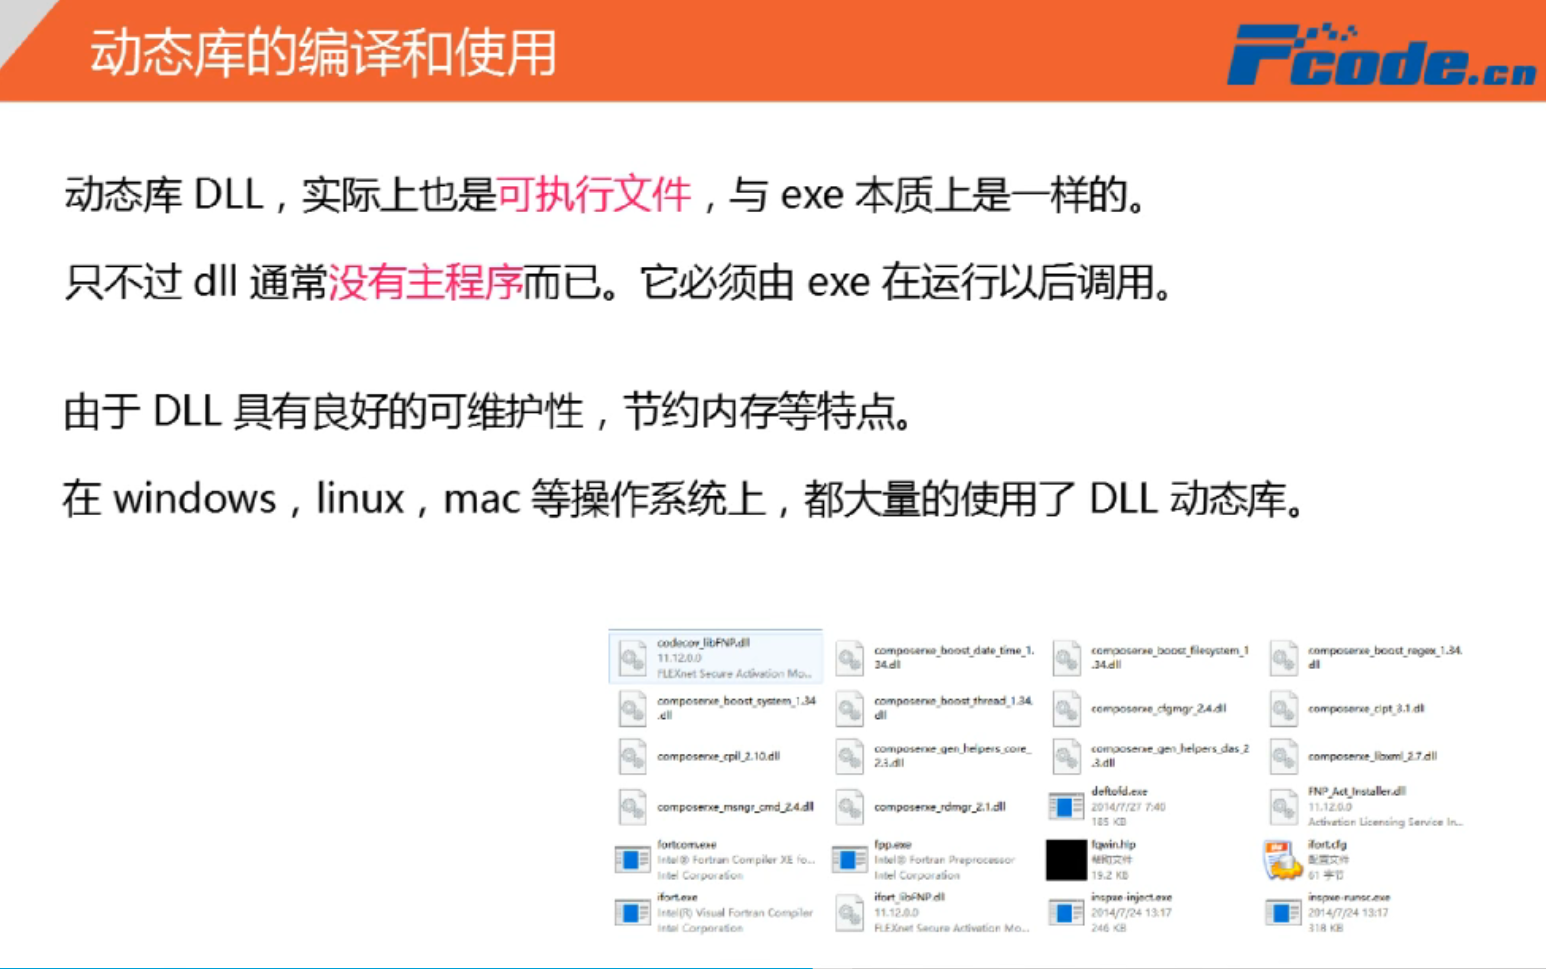 动态库的编译和使用
Fcode.cn
动态库 DLL，实际上也是可执行文件，与 exe 本质上是一样的。
只不过 dll 通常没有主程序而已。它必须由 exe 在运行以后调用。
由于 DLL 具有良好的可维护性，节约内存等特点。
在 windows，linux，mac 等操作系统上，都大量的使用了 DLL 动态库。
codecov_libFNP.dll
11.12.0.0
FLEXnet Secure Activation Mo...
composerxe_boost_date_time_1.
34.dll
composerxe_boost_filesystem_1
.34.dll
composerxe_boost_regex_1.34.
dll
composerxe_boost_system_1.34
.dll
composerxe_boost_thread_1.34.
dll
composerxe_cfgmgr_2.4.dll
composerxe_cipt_3.1.dll
composerxe_cpil_2.10.dll
composerxe_gen_helpers_core_
2.3.dll
composerxe_gen_helpers_das_2
.3.dll
composerxe_libxml_2.7.dll
composerxe_msngr_cmd_2.4.dll
composerxe_rdmgr_2.1.dll
deftofd.exe
2014/7/27 7:40
185 KB
FNP_Act_Installer.dll
11.12.0.0
Activation Licensing Service In...
fortcom.exe
Intel® Fortran Compiler XE fo...
Intel Corporation
fpp.exe
Intel® Fortran Preprocessor
Intel Corporation
fqwin.hlp
帮助文件
19.2 KB
ifort.cfg
配置文件
61 字节
ifort.exe
Intel(R) Visual Fortran Compiler
Intel Corporation
ifort_libFNP.dll
11.12.0.0
FLEXnet Secure Activation Mo...
inspxe-inject.exe
2014/7/24 13:17
246 KB
inspxe-runsc.exe
2014/7/24 13:17
318 KB